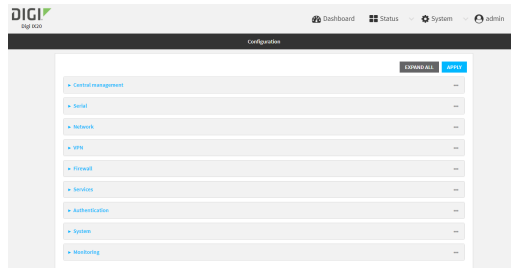 DIGI
Digi IX20
Dashboard
Status
System
admin
Configuration
EXPAND ALL
APPLY
Central management
Serial
Network
VPN
Firewall
Services
Authentication
System
Monitoring